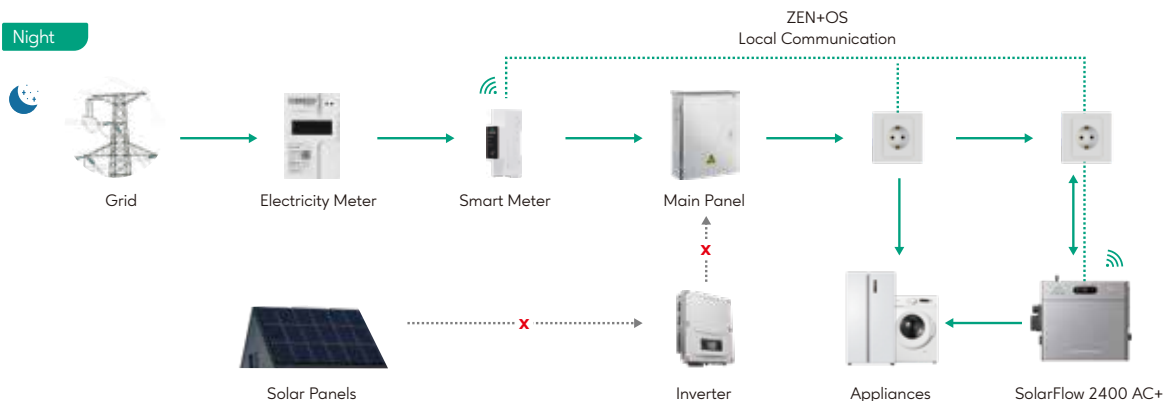 ZEN+OS
Local Communication
Night
Grid
Electricity Meter
Smart Meter
Main Panel
x
x
Solar Panels
Inverter
Appliances
SolarFlow 2400 AC+